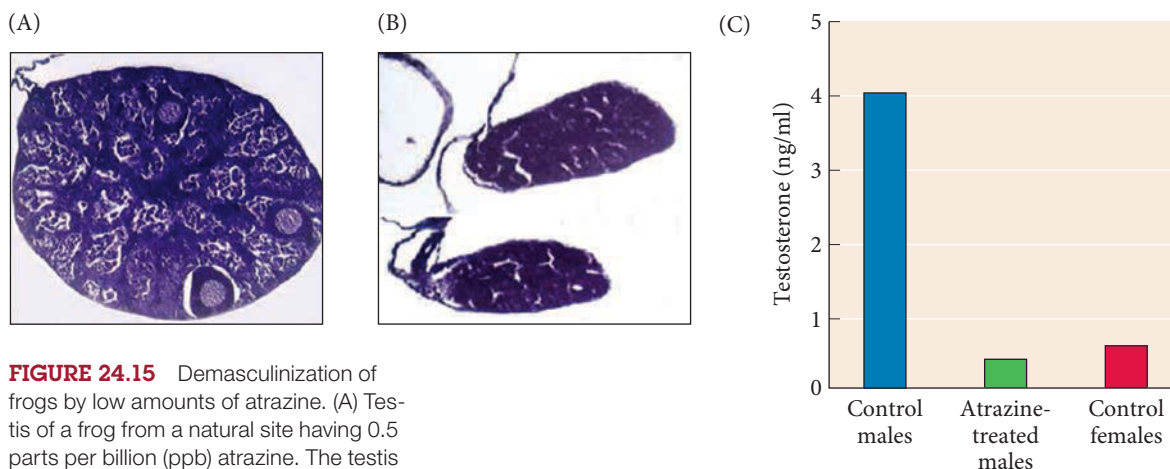 (A)
(B)
(C)
5
4
3
2
1
0
Testosterone (ng/ml)
Control
males
Atrazine-
treated
males
Control
females
FIGURE 24.15 Demasculinization of
frogs by low amounts of atrazine. (A) Tes-
tis of a frog from a natural site having 0.5
parts per billion (ppb) atrazine. The testis